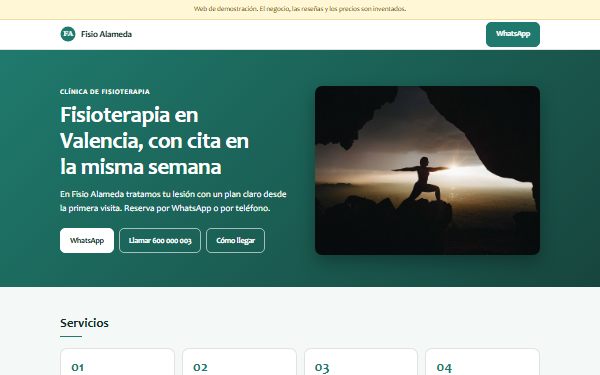 Web de demostración. El negocio, las reseñas y los precios son inventados.
FA
Fisio Alameda
WhatsApp
CLÍNICA DE FISIOTERAPIA
Fisioterapia en
Valencia, con cita en
la misma semana
En Fisio Alameda tratamos tu lesión con un plan claro desde
la primera visita. Reserva por WhatsApp o por teléfono.
WhatsApp
Llamar 600 000 003
Cómo llegar
Servicios
01
02
03
04